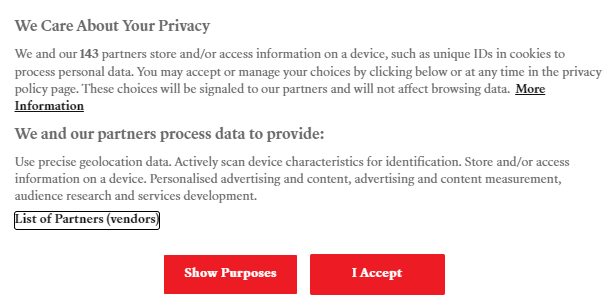 We Care About Your Privacy
We and our 143 partners store and/or access information on a device, such as unique IDs in cookies to
process personal data. You may accept or manage your choices by clicking below or at any time in the privacy
policy page. These choices will be signaled to our partners and will not affect browsing data. More
Information
We and our partners process data to provide:
Use precise geolocation data. Actively scan device characteristics for identification. Store and/or access
information on a device. Personalised advertising and content, advertising and content measurement,
audience research and services development.
List of Partners (vendors)
Show Purposes
I Accept